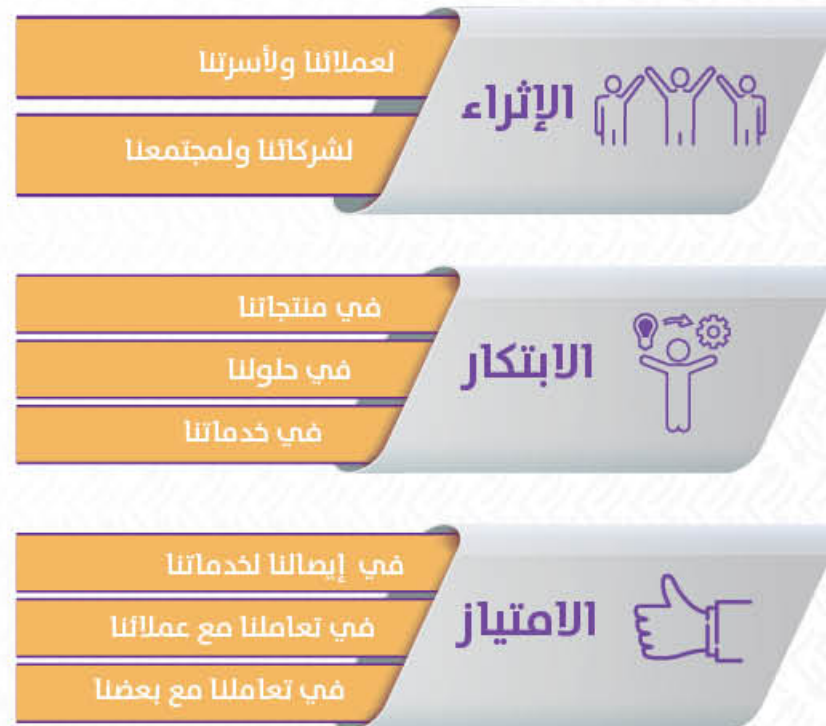 الإثراء
لعملائنا ولأسرتنا
لشركائنا ولمجتمعنا
الابتكار
في منتجاتنا
في حلولنا
في خدماتنا
الامتياز
في إيصالنا لخدماتنا
في تعاملنا مع عملائنا
في تعاملنا مع بعضنا